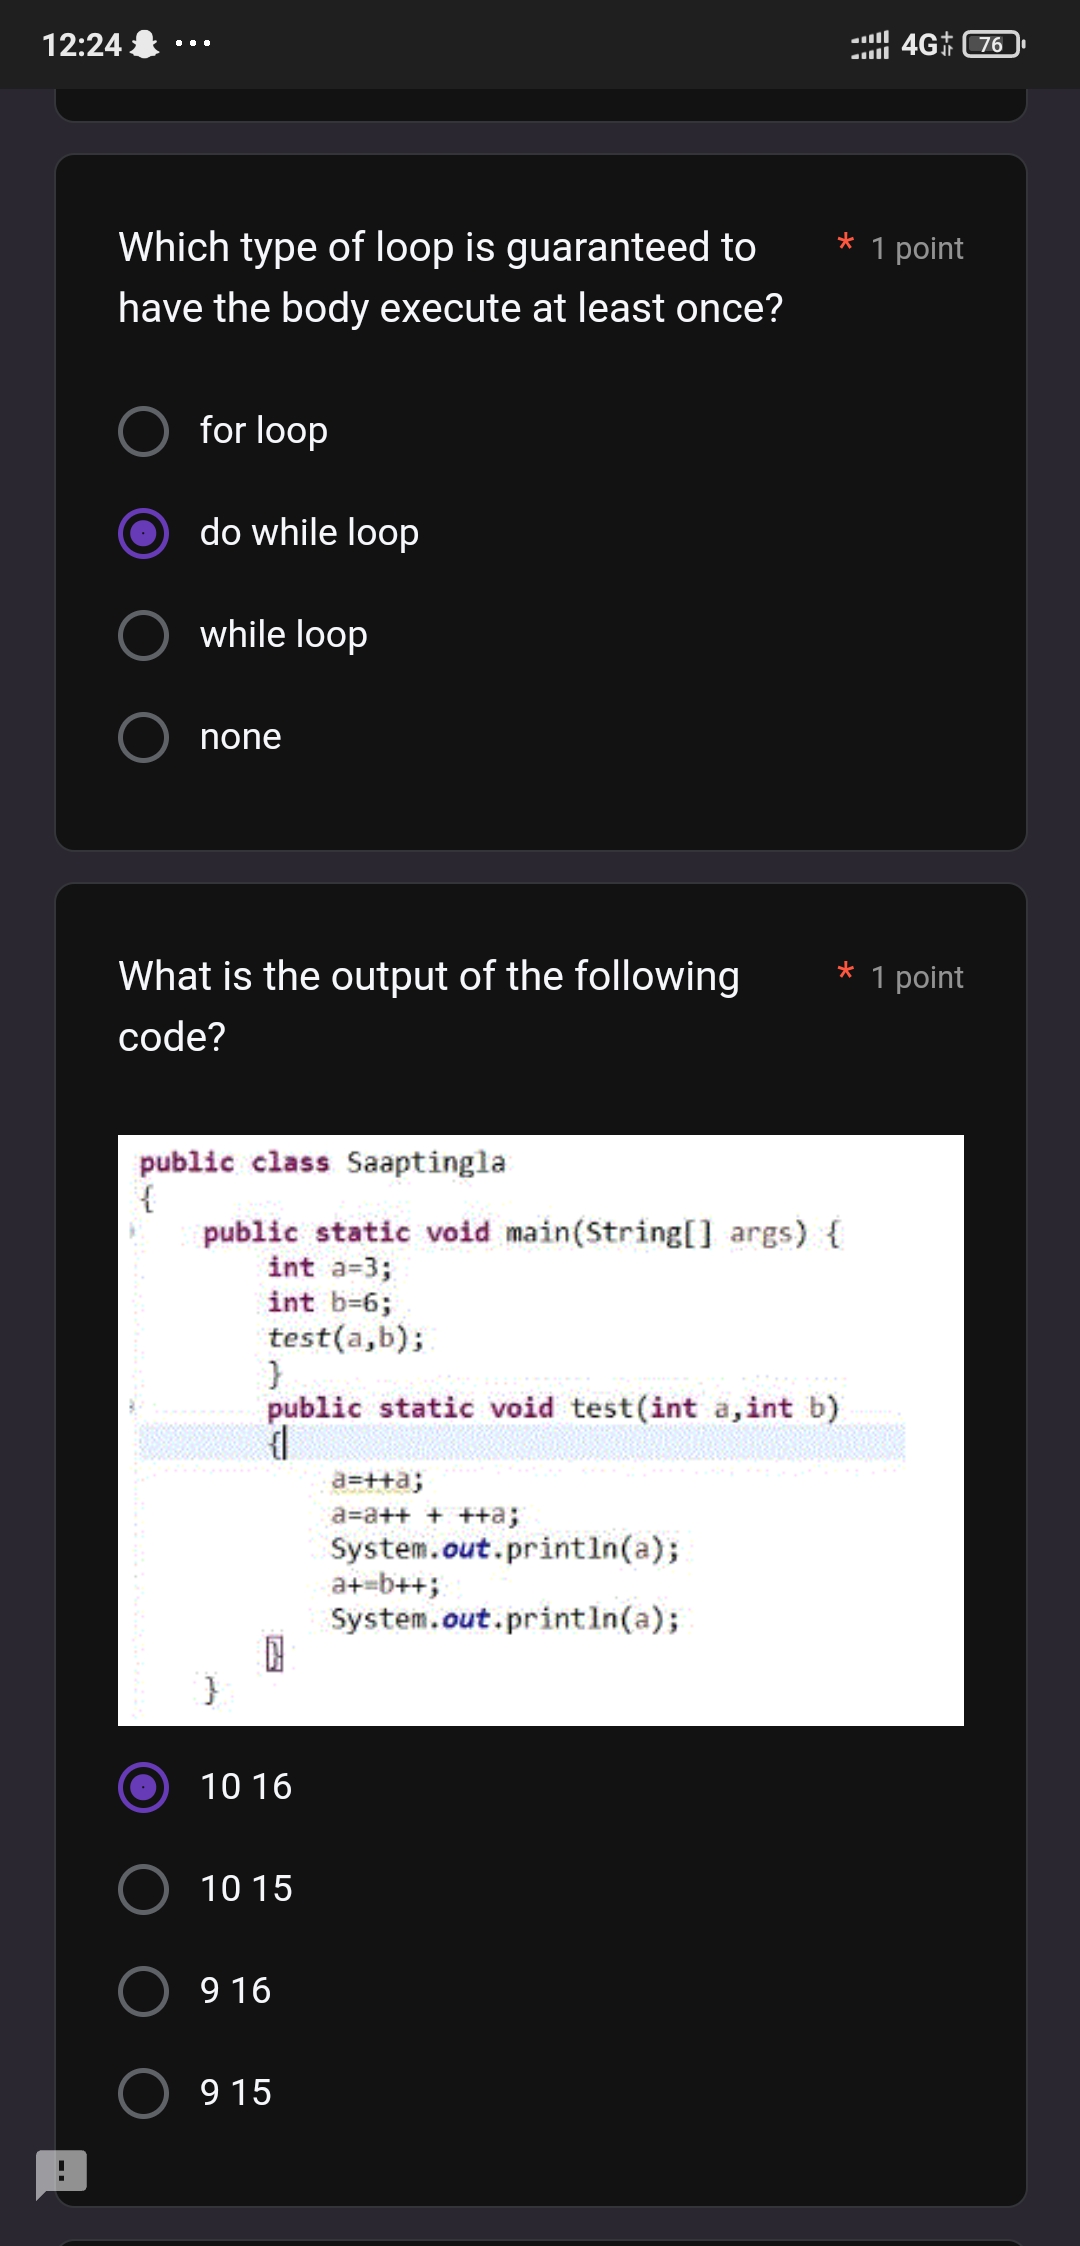 12:24
4G
76
Which type of loop is guaranteed to
* 1 point
have the body execute at least once?
for loop
do while loop
while loop
none
What is the output of the following
* 1 point
code?
public class Saaptingla
{
public static void main(String[] args) {
int a=3;
int b=6;
test(a,b);
}
public static void test(int a,int b)
{
a=++a;
a=a++ + ++a;
System.out.println(a);
a+=b++;
System.out.println(a);
}
}
10 16
10 15
9 16
9 15